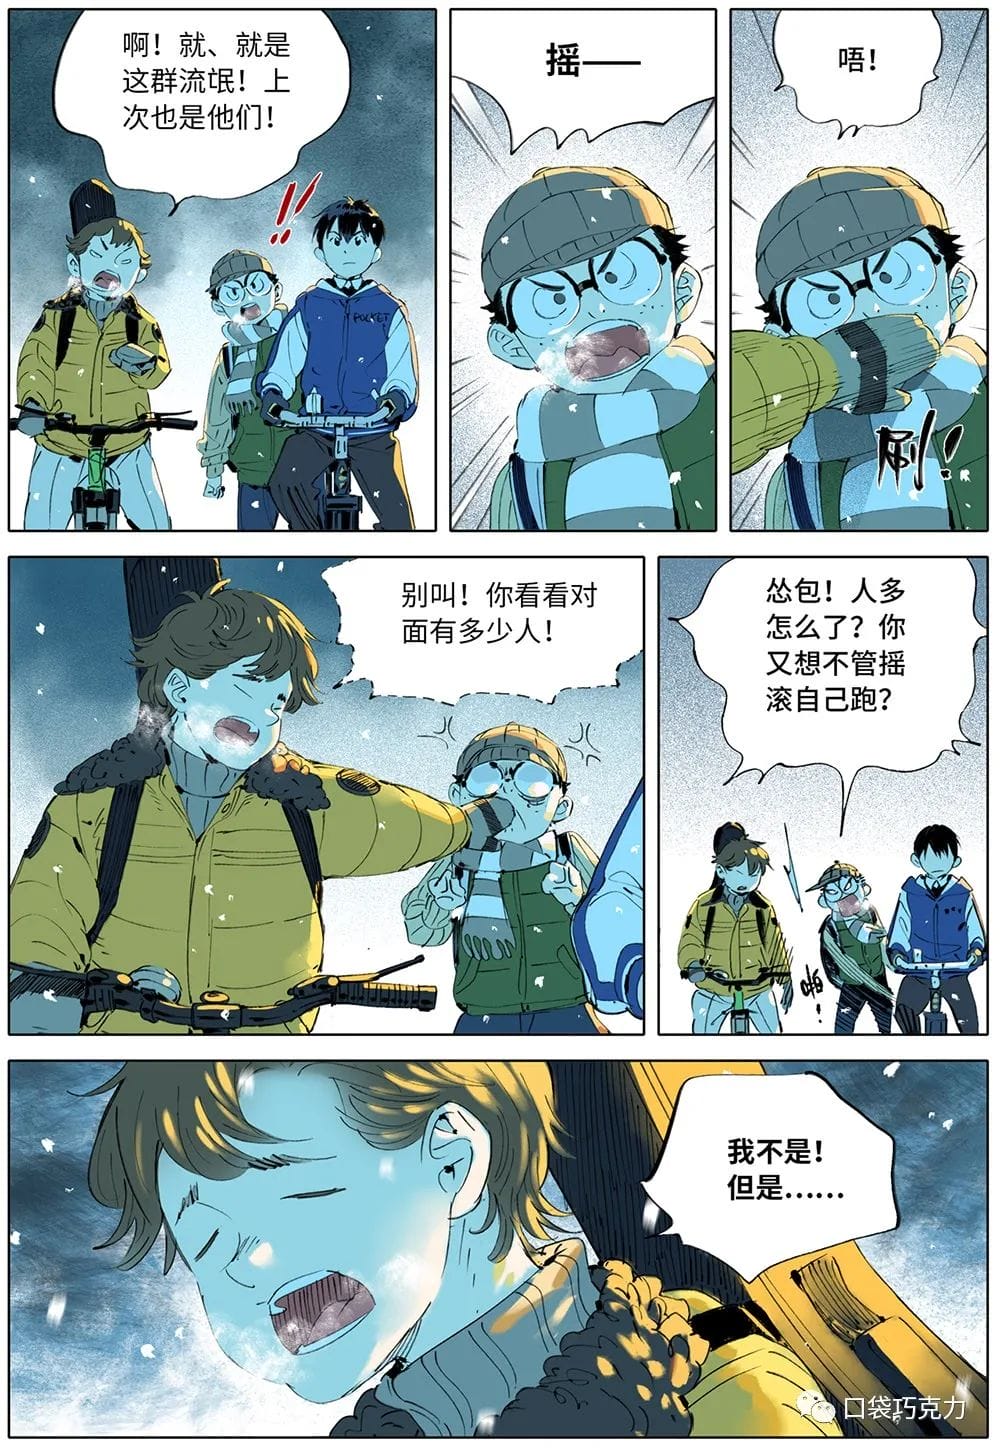 啊！就、就是
这群流氓！上
次也是他们！
!!
POCKET
摇——
唔！
刷！
别叫！你看看对
面有多少人！
怂包！人多
怎么了？你
又想不管摇
滚自己跑？
我不是！
但是……
口袋巧克力